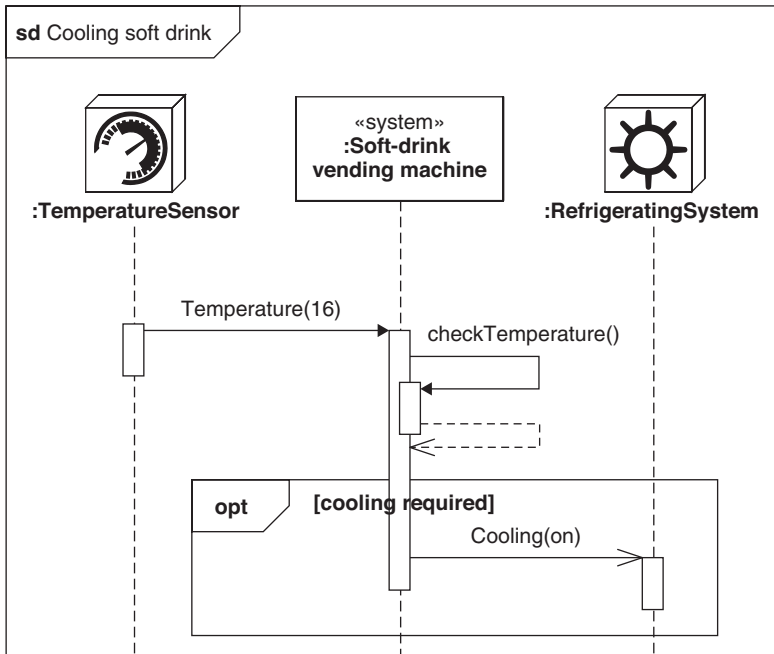 sd Cooling soft drink
«system»
:Soft-drink
vending machine
:TemperatureSensor
:RefrigeratingSystem
Temperature(16)
checkTemperature()
opt
[cooling required]
Cooling(on)